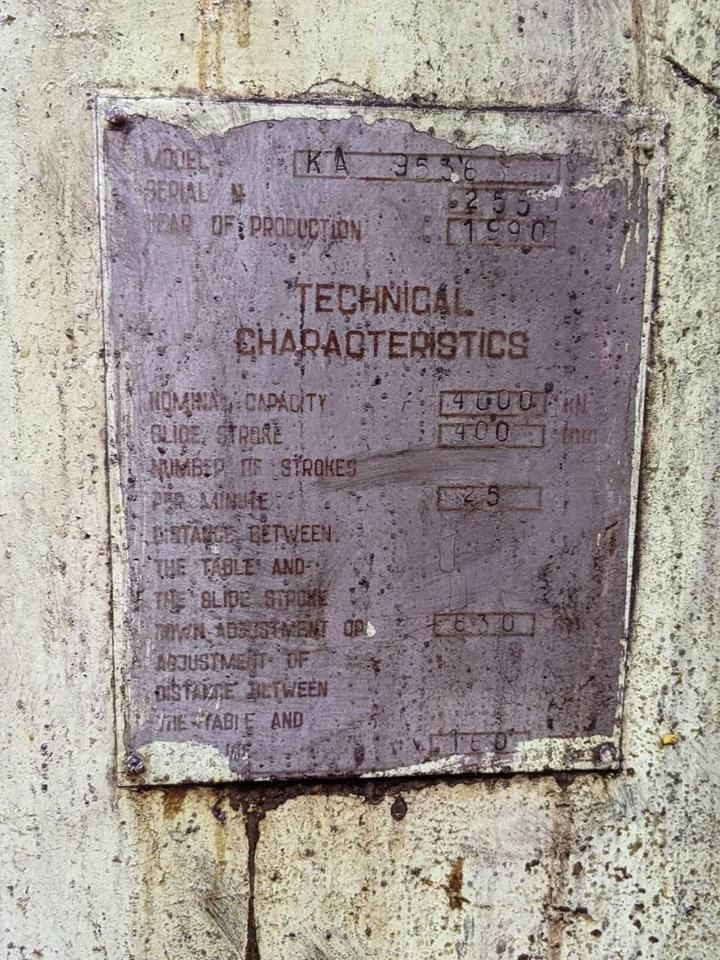 MODEL KA 9536
SERIAL N 255
YEAR OF PRODUCTION 1990
TECHNICAL
CHARACTERISTICS
NOMINAL CAPACITY 4000 KN
SLIDE STROKE 400 mm
NUMBER OF STROKES
PER MINUTE 25
DISTANCE BETWEEN
THE TABLE AND
THE SLIDE STROKE
DOWN ADJUSTMENT UP 630
ADJUSTMENT OF
DISTANCE BETWEEN
THE TABLE AND
160